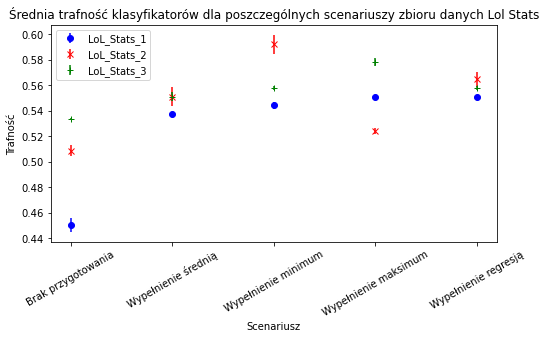 Średnia trafność klasyfikatorów dla poszczególnych scenariuszy zbioru danych Lol Stats
LoL_Stats_1
LoL_Stats_2
LoL_Stats_3
Trafność
0.60
0.58
0.56
0.54
0.52
0.50
0.48
0.46
0.44
Brak przygotowania
Wypełnienie średnią
Wypełnienie minimum
Wypełnienie maksimum
Wypełnienie regresją
Scenariusz